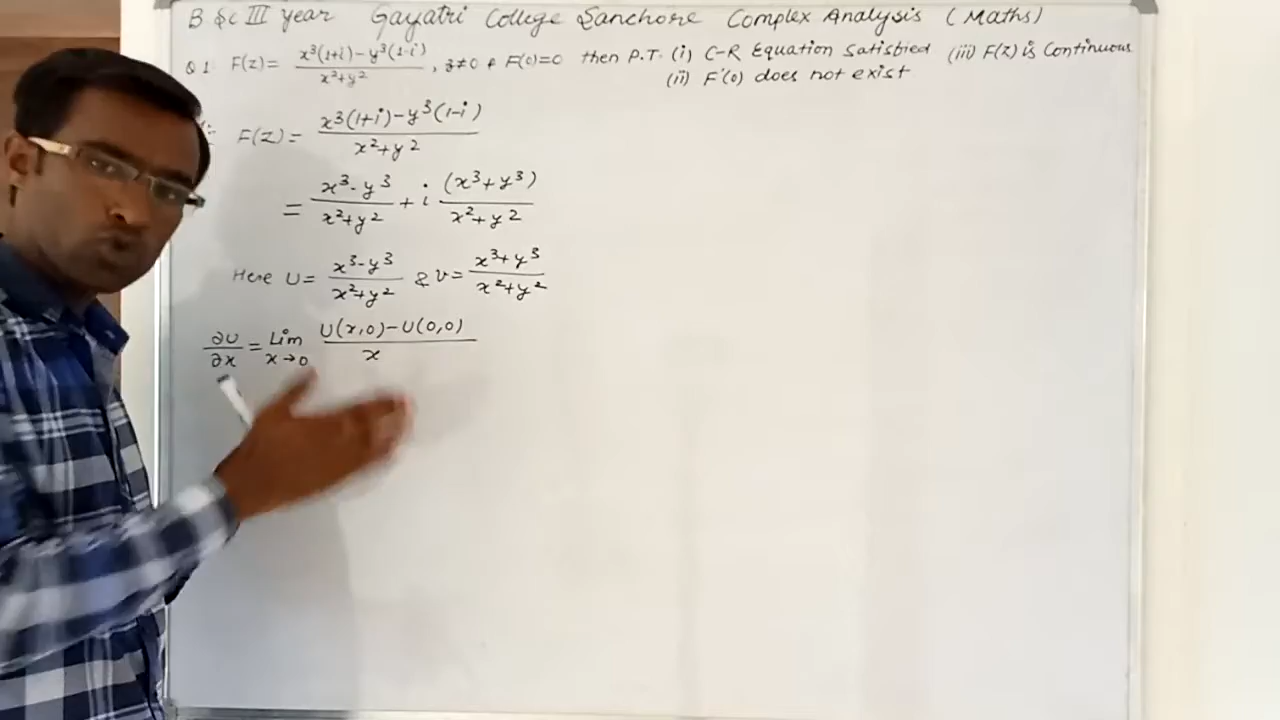 B Sc III year Gayatri College Sanchore Complex Analysis (Maths)
Q 1 F(z)= x³(1+i)-y³(1-i) / x²+y² , z≠0 & F(0)=0 then P.T. (i) C-R Equation Satisfied (iii) F(z) is Continuous
(ii) F'(0) does not exist
F(z)= x³(1+i)-y³(1-i) / x²+y²
= x³-y³ / x²+y² + i (x³+y³) / x²+y²
Here U= x³-y³ / x²+y² & v= x³+y³ / x²+y²
∂U/∂x = Lim x→0 U(x,0)-U(0,0) / x